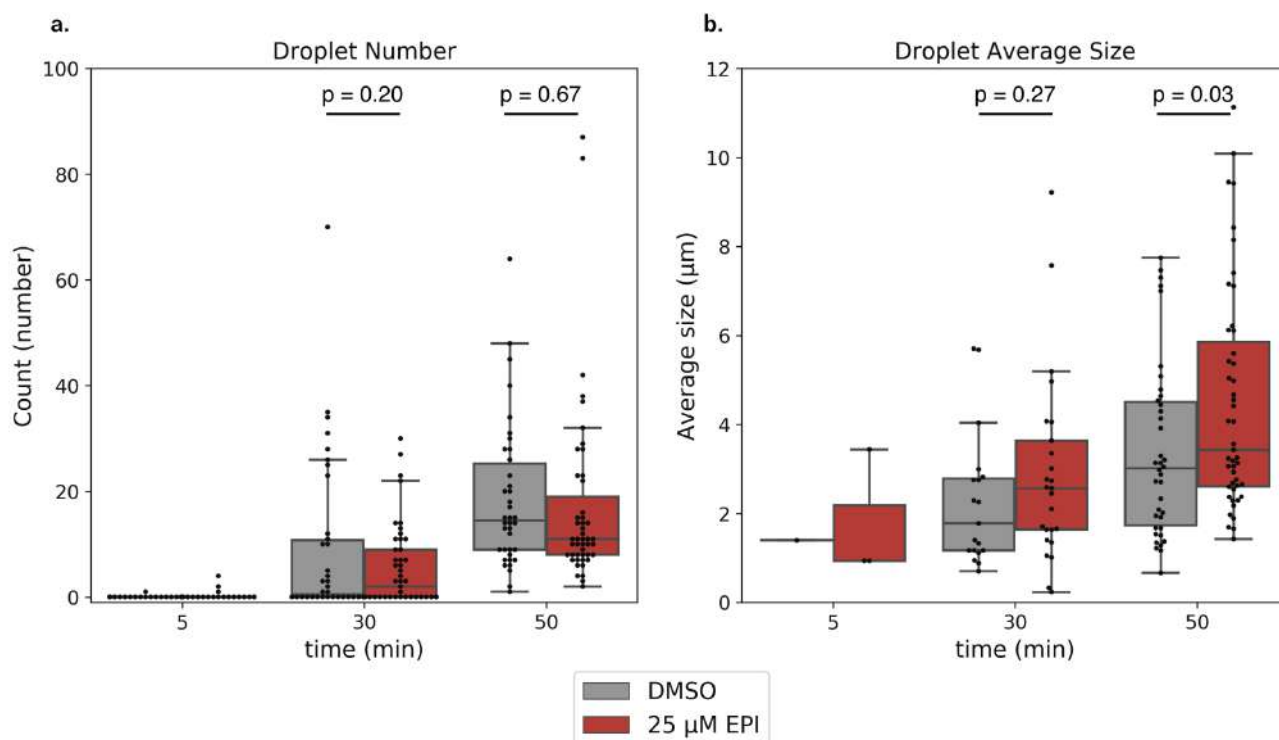 a.
Droplet Number
100
80
60
40
20
0
Count (number)
p = 0.20
p = 0.67
5
30
50
time (min)
b.
Droplet Average Size
12
10
8
6
4
2
0
Average size (μm)
p = 0.27
p = 0.03
5
30
50
time (min)
DMSO
25 μM EPI